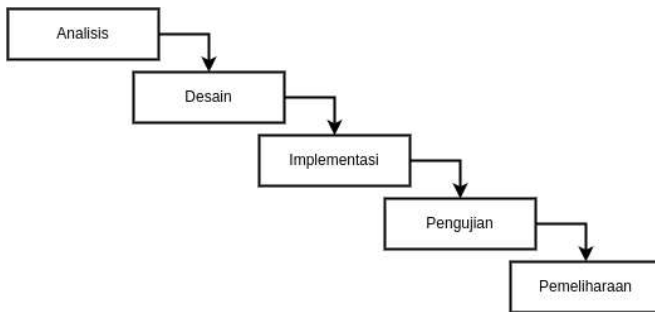 Analisis
Desain
Implementasi
Pengujian
Pemeliharaan